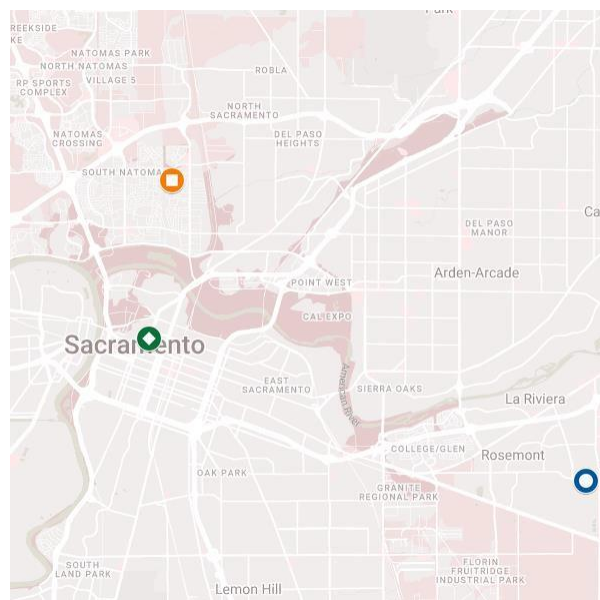 Park
REEKSIDE
KE
NATOMAS PARK
NORTH NATOMAS
VILLAGE 5
ROBLA
RP SPORTS
COMPLEX
NORTH
SACRAMENTO
NATOMAS
CROSSING
DEL PASO
HEIGHTS
SOUTH NATOMA
Ca
DEL PASO
MANOR
Arden-Arcade
POINT WEST
CAL EXPO
Sacramento
American River
EAST
SACRAMENTO
SIERRA OAKS
La Riviera
COLLEGE/GLEN
Rosemont
OAK PARK
GRANITE
REGIONAL PARK
SOUTH
LAND PARK
FLORIN
FRUITRIDGE
INDUSTRIAL PARK
Lemon Hill